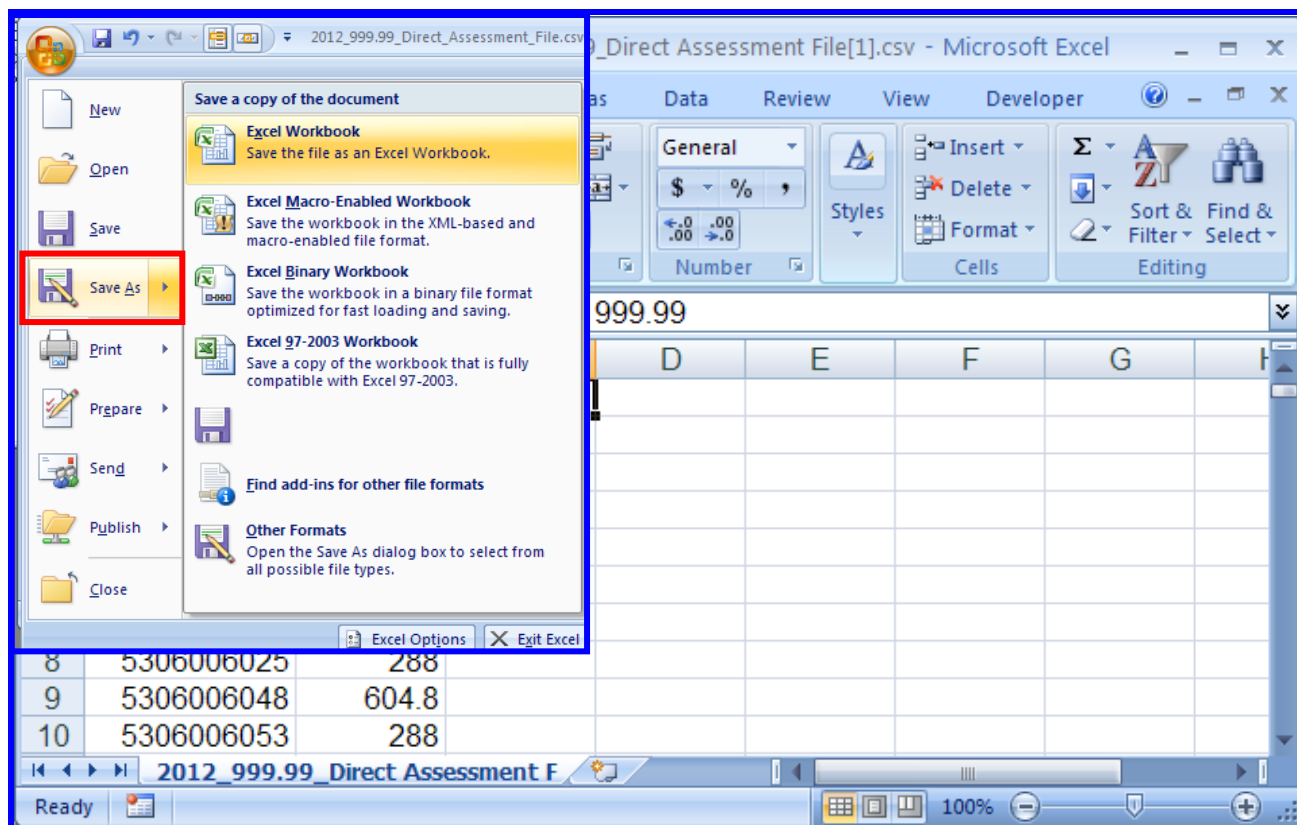 2012_999.99_Direct_Assessment_File.csv
_Direct Assessment File[1].csv - Microsoft Excel
New
Open
Save
Save As
Print
Prepare
Send
Publish
Close
Save a copy of the document
Excel Workbook
Save the file as an Excel Workbook.
Excel Macro-Enabled Workbook
Save the workbook in the XML-based and
macro-enabled file format.
Excel Binary Workbook
Save the workbook in a binary file format
optimized for fast loading and saving.
Excel 97-2003 Workbook
Save a copy of the workbook that is fully
compatible with Excel 97-2003.
Find add-ins for other file formats
Other Formats
Open the Save As dialog box to select from
all possible file types.
Excel Options
Exit Excel
as Data Review View Developer
General
$ % ,
.0 .00
.00 .0
Number
Styles
Insert
Delete
Format
Cells
Σ
A
Z
Sort &
Filter
Find &
Select
Editing
999.99
D E F G H
8 5306006025 288
9 5306006048 604.8
10 5306006053 288
2012_999.99_Direct Assessment F
Ready
100%